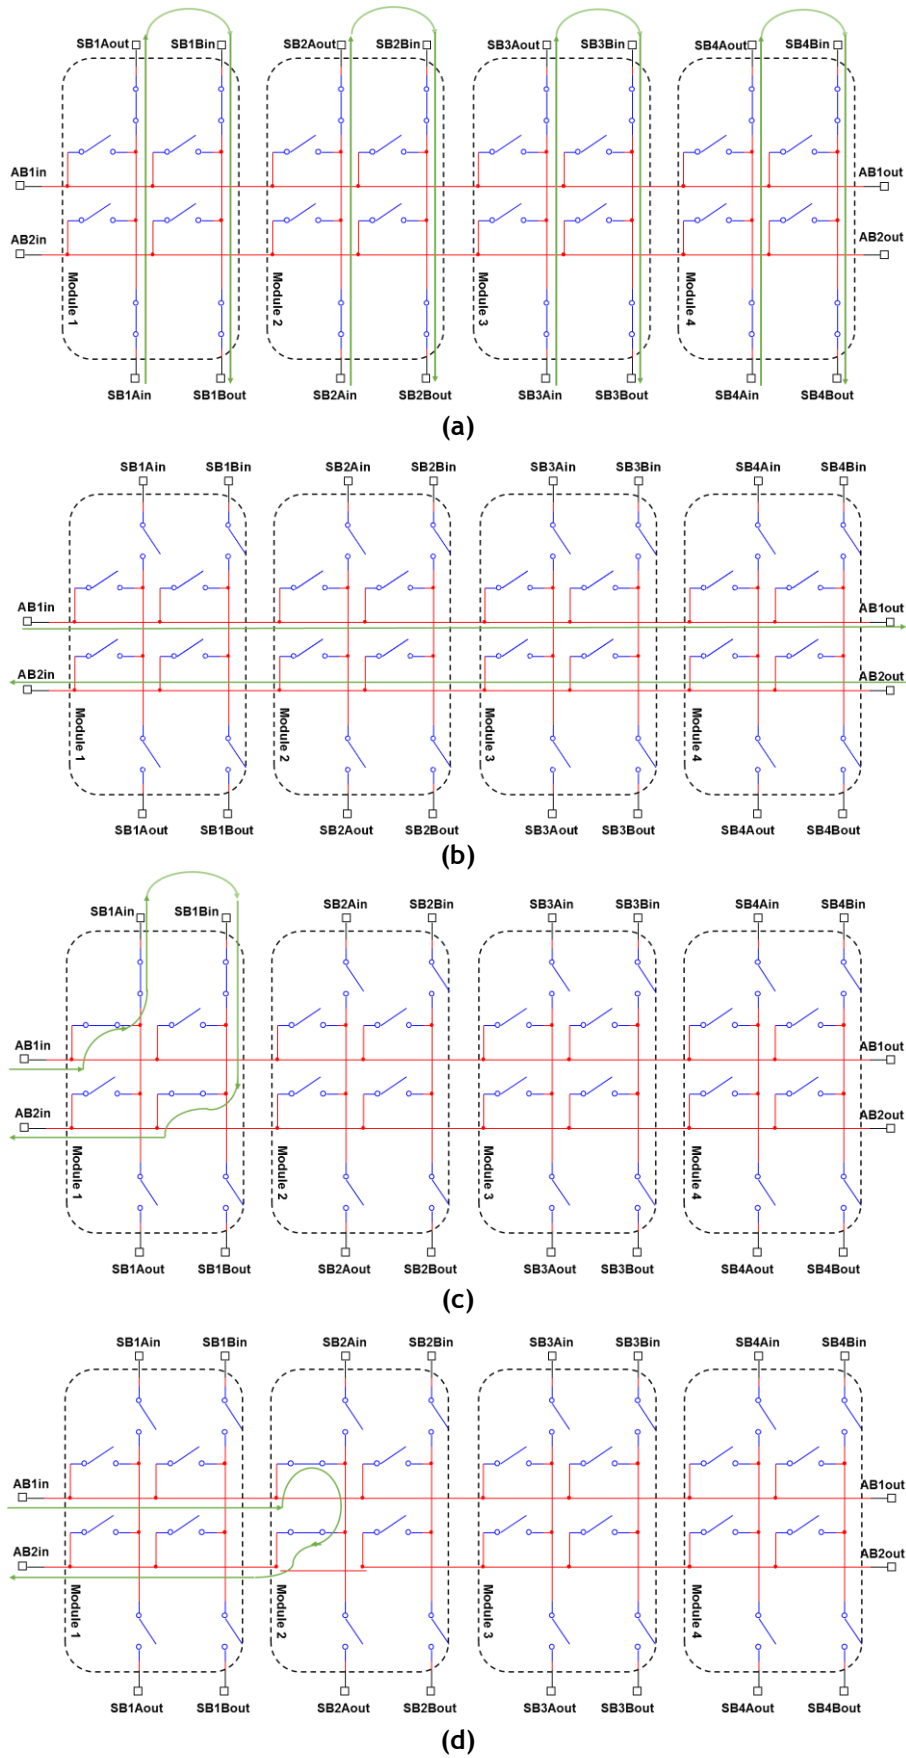 SB1Aout SB1Bin SB2Aout SB2Bin SB3Aout SB3Bin SB4Aout SB4Bin
AB1in AB1out
AB2in AB2out
Module 1 Module 2 Module 3 Module 4
SB1Ain SB1Bout SB2Ain SB2Bout SB3Ain SB3Bout SB4Ain SB4Bout
(a)
SB1Ain SB1Bin SB2Ain SB2Bin SB3Ain SB3Bin SB4Ain SB4Bin
AB1in AB1out
AB2in AB2out
Module 1 Module 2 Module 3 Module 4
SB1Aout SB1Bout SB2Aout SB2Bout SB3Aout SB3Bout SB4Aout SB4Bout
(b)
SB1Ain SB1Bin SB2Ain SB2Bin SB3Ain SB3Bin SB4Ain SB4Bin
AB1in AB1out
AB2in AB2out
Module 1 Module 2 Module 3 Module 4
SB1Aout SB1Bout SB2Aout SB2Bout SB3Aout SB3Bout SB4Aout SB4Bout
(c)
SB1Ain SB1Bin SB2Ain SB2Bin SB3Ain SB3Bin SB4Ain SB4Bin
AB1in AB1out
AB2in AB2out
Module 1 Module 2 Module 3 Module 4
SB1Aout SB1Bout SB2Aout SB2Bout SB3Aout SB3Bout SB4Aout SB4Bout
(d)